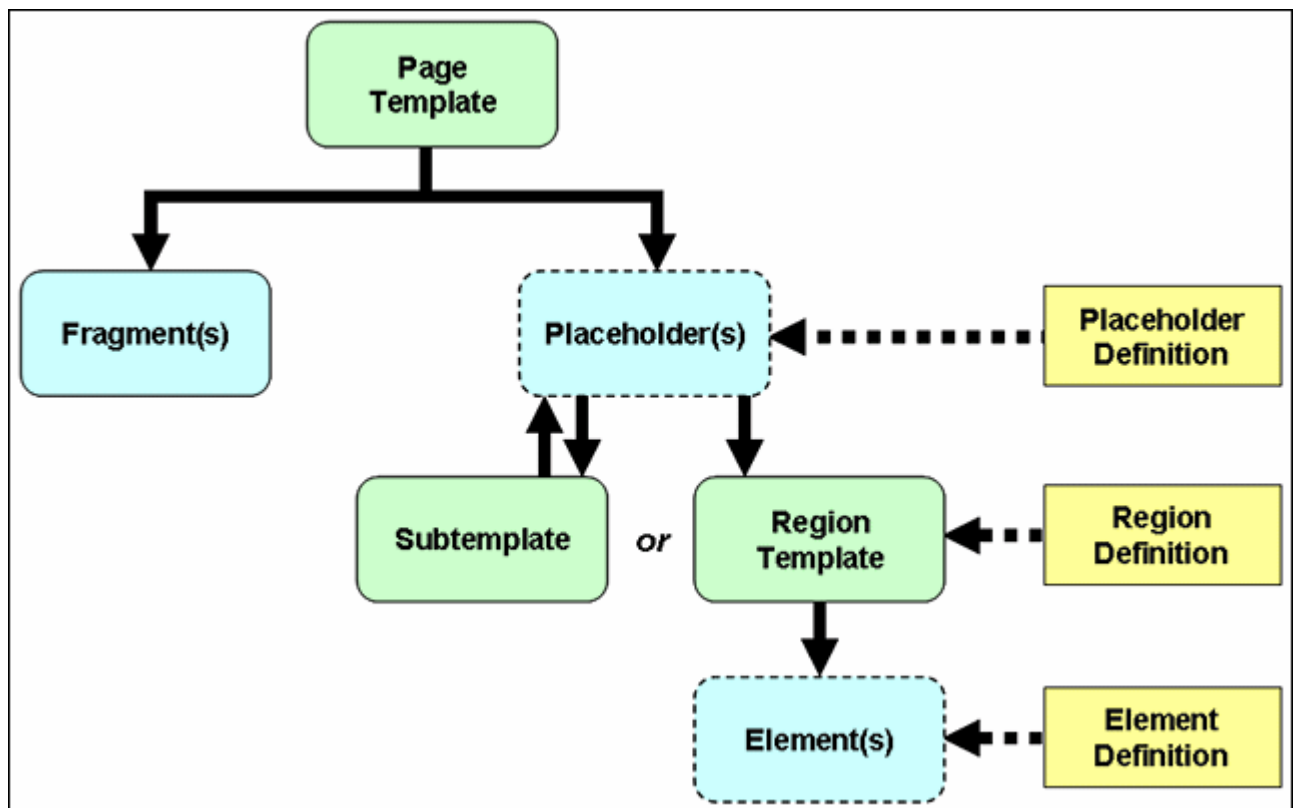 Page
Template
Fragment(s)
Placeholder(s)
Placeholder
Definition
Subtemplate
or
Region
Template
Region
Definition
Element(s)
Element
Definition